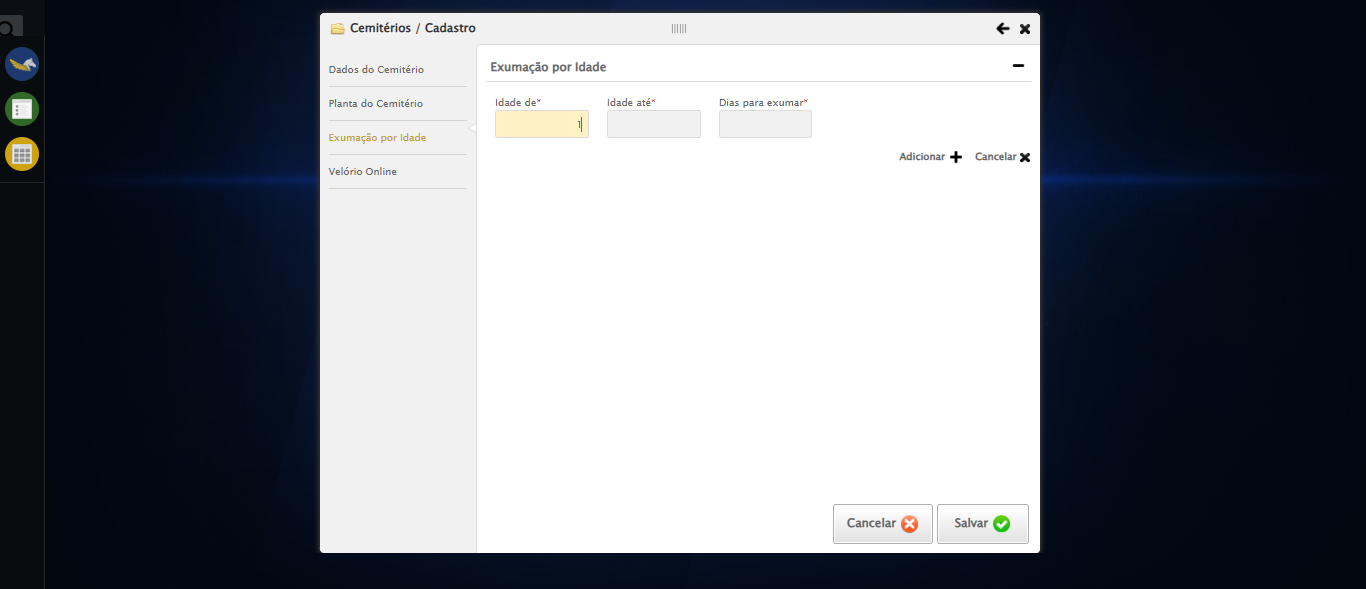 Cemitérios / Cadastro
Dados do Cemitério
Planta do Cemitério
Exumação por Idade
Velório Online
Exumação por Idade
Idade de* Idade até* Dias para exumar*
1
Adicionar Cancelar
Cancelar Salvar